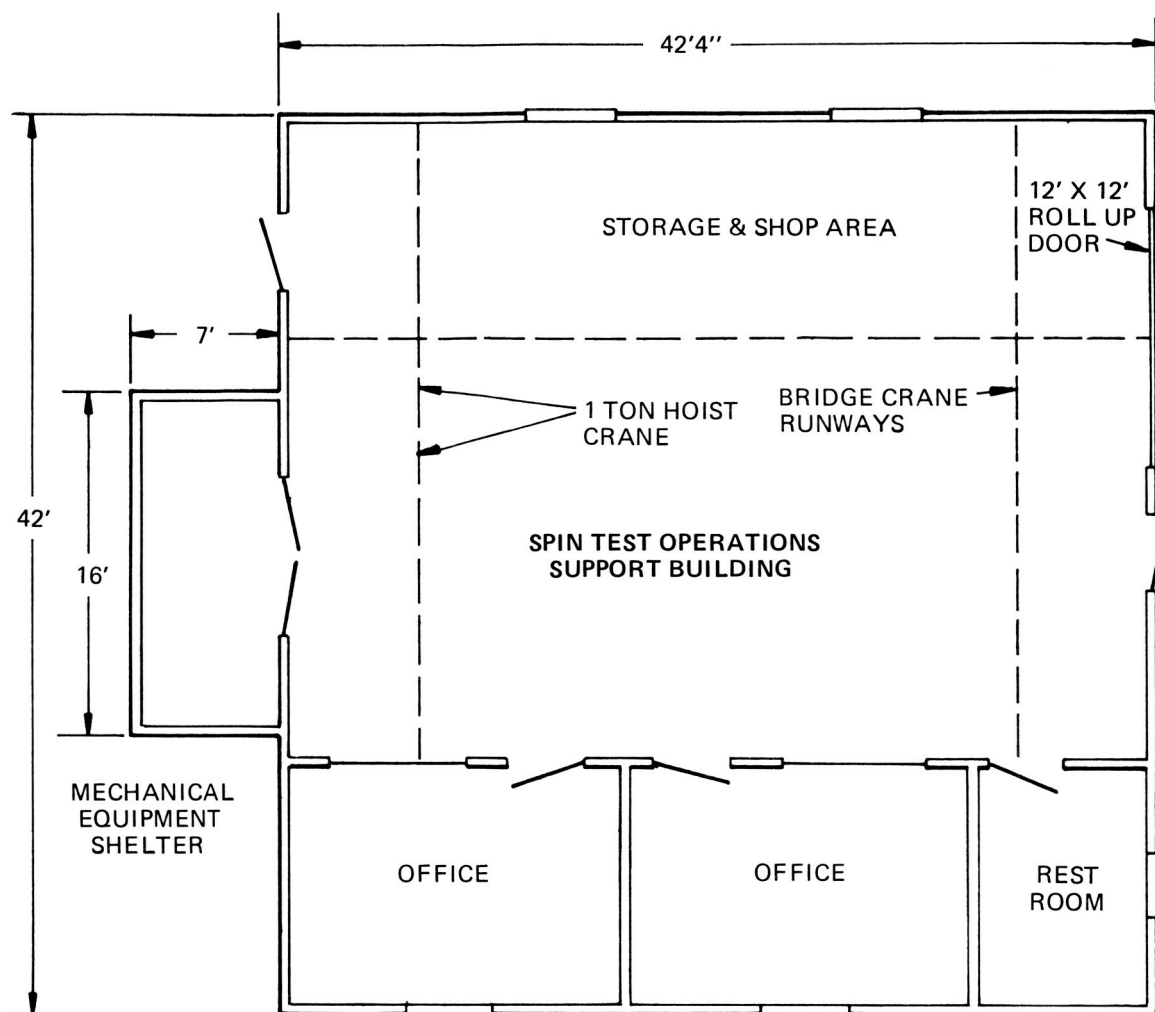 42'4''
12' X 12'
ROLL UP
DOOR
STORAGE & SHOP AREA
7'
1 TON HOIST
CRANE
BRIDGE CRANE
RUNWAYS
42'
16'
SPIN TEST OPERATIONS
SUPPORT BUILDING
MECHANICAL
EQUIPMENT
SHELTER
OFFICE
OFFICE
REST
ROOM